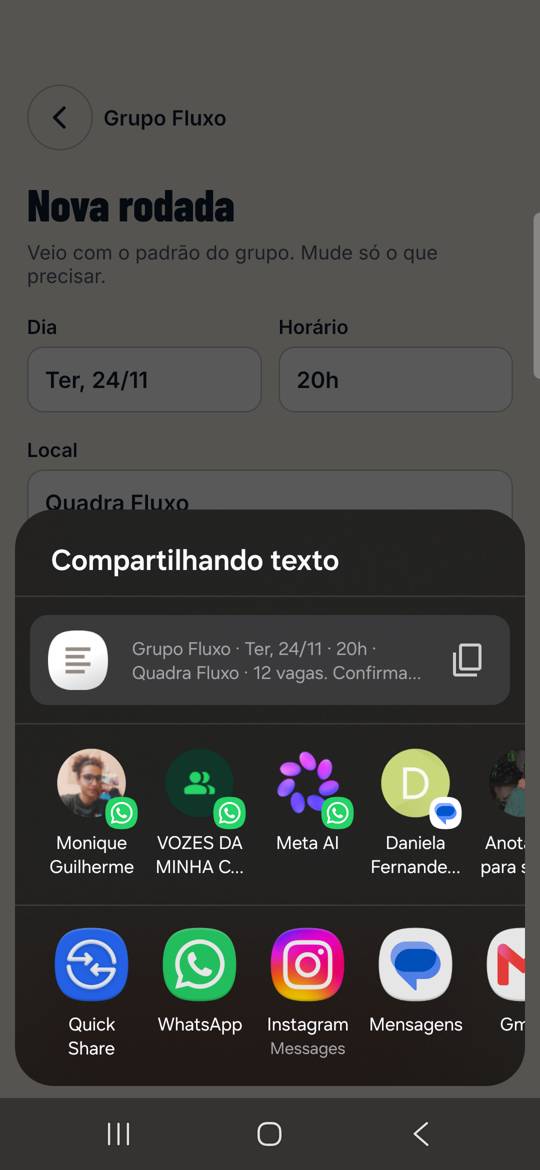 Grupo Fluxo
Nova rodada
Veio com o padrão do grupo. Mude só o que
precisar.
Dia
Horário
Ter, 24/11
20h
Local
Quadra Fluxo
Compartilhando texto
Grupo Fluxo · Ter, 24/11 · 20h ·
Quadra Fluxo · 12 vagas. Confirma...
Monique
Guilherme
VOZES DA
MINHA C...
Meta AI
D
Daniela
Fernande...
Anota
para s
Quick
Share
WhatsApp
Instagram
Messages
Mensagens
Gm